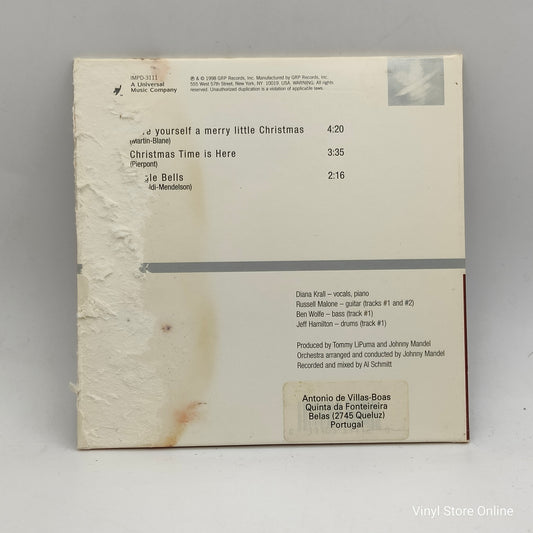 IMPD-3111
A Universal
Music Company
℗ & © 1998 GRP Records, Inc. Manufactured by GRP Records, Inc.
555 West 57th Street, New York, NY, 10019. USA. WARNING: All rights
reserved. Unauthorized duplication is a violation of applicable laws.
yourself a merry little Christmas 4:20
(Martin-Blane)
Christmas Time is Here 3:35
(Pierpont)
Bells 2:16
Diana Krall – vocals, piano
Russell Malone – guitar (tracks #1 and #2)
Ben Wolfe – bass (track #1)
Jeff Hamilton – drums (track #1)
Produced by Tommy LiPuma and Johnny Mandel
Orchestra arranged and conducted by Johnny Mandel
Recorded and mixed by Al Schmitt
Antonio de Villas-Boas
Quinta da Fonteireira
Belas (2745 Queluz)
Portugal
Vinyl Store Online